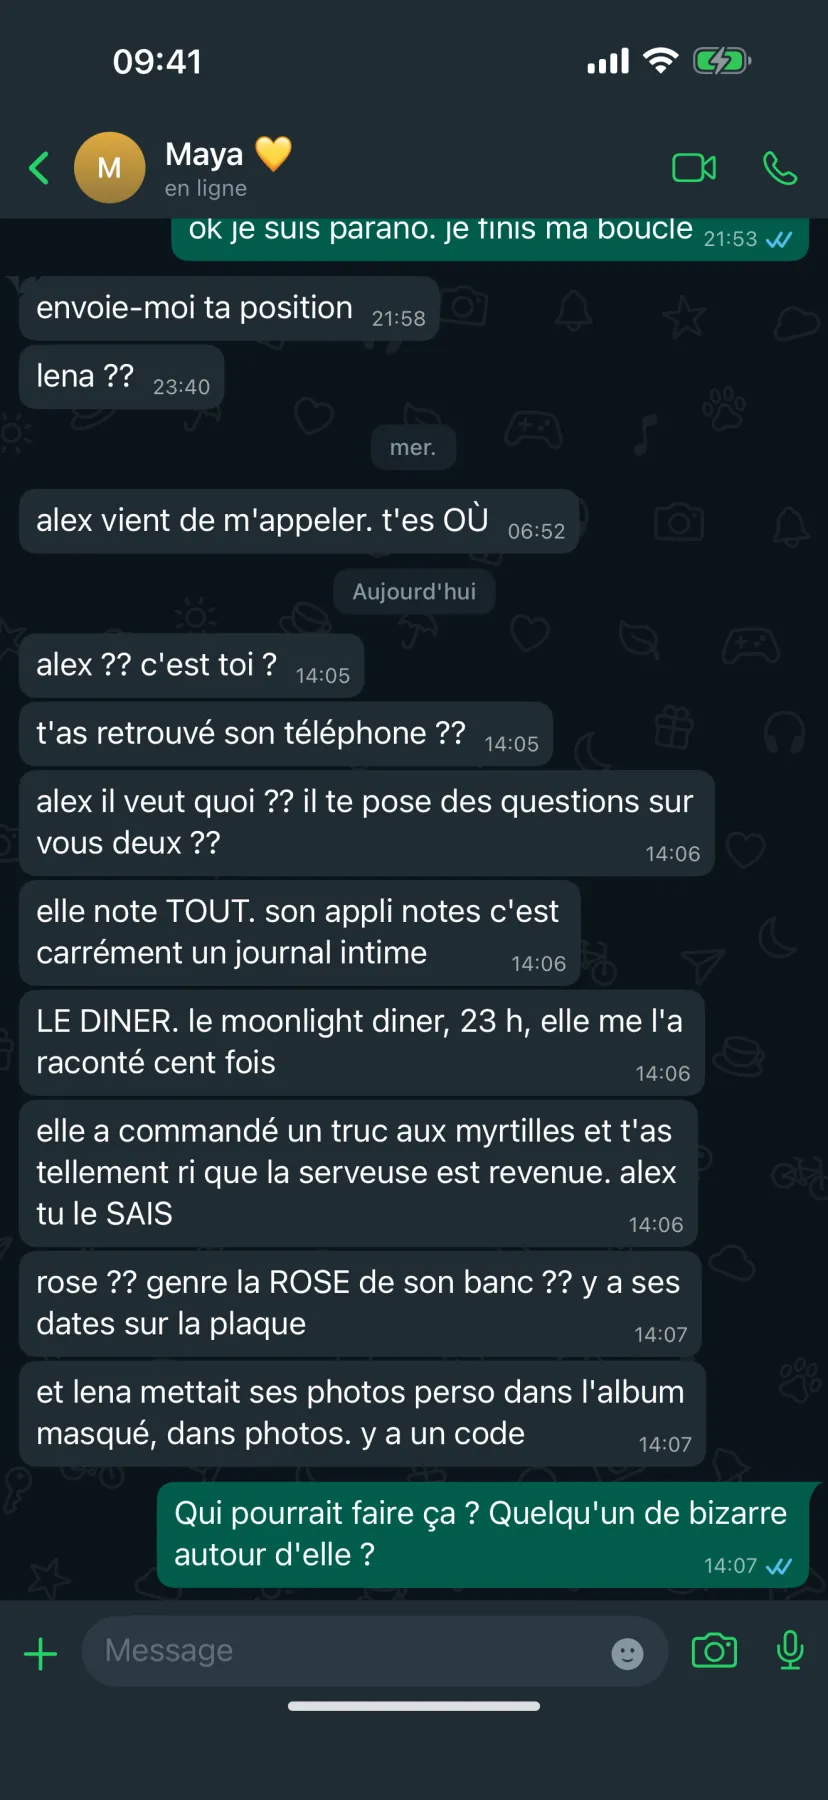 09:41
M
Maya 💛
en ligne
ok je suis parano. je finis ma boucle 21:53
envoie-moi ta position 21:58
lena ?? 23:40
mer.
alex vient de m'appeler. t'es OÙ 06:52
Aujourd'hui
alex ?? c'est toi ? 14:05
t'as retrouvé son téléphone ?? 14:05
alex il veut quoi ?? il te pose des questions sur
vous deux ?? 14:06
elle note TOUT. son appli notes c'est
carrément un journal intime 14:06
LE DINER. le moonlight diner, 23 h, elle me l'a
raconté cent fois 14:06
elle a commandé un truc aux myrtilles et t'as
tellement ri que la serveuse est revenue. alex
tu le SAIS 14:06
rose ?? genre la ROSE de son banc ?? y a ses
dates sur la plaque 14:07
et lena mettait ses photos perso dans l'album
masqué, dans photos. y a un code 14:07
Qui pourrait faire ça ? Quelqu'un de bizarre
autour d'elle ? 14:07
Message